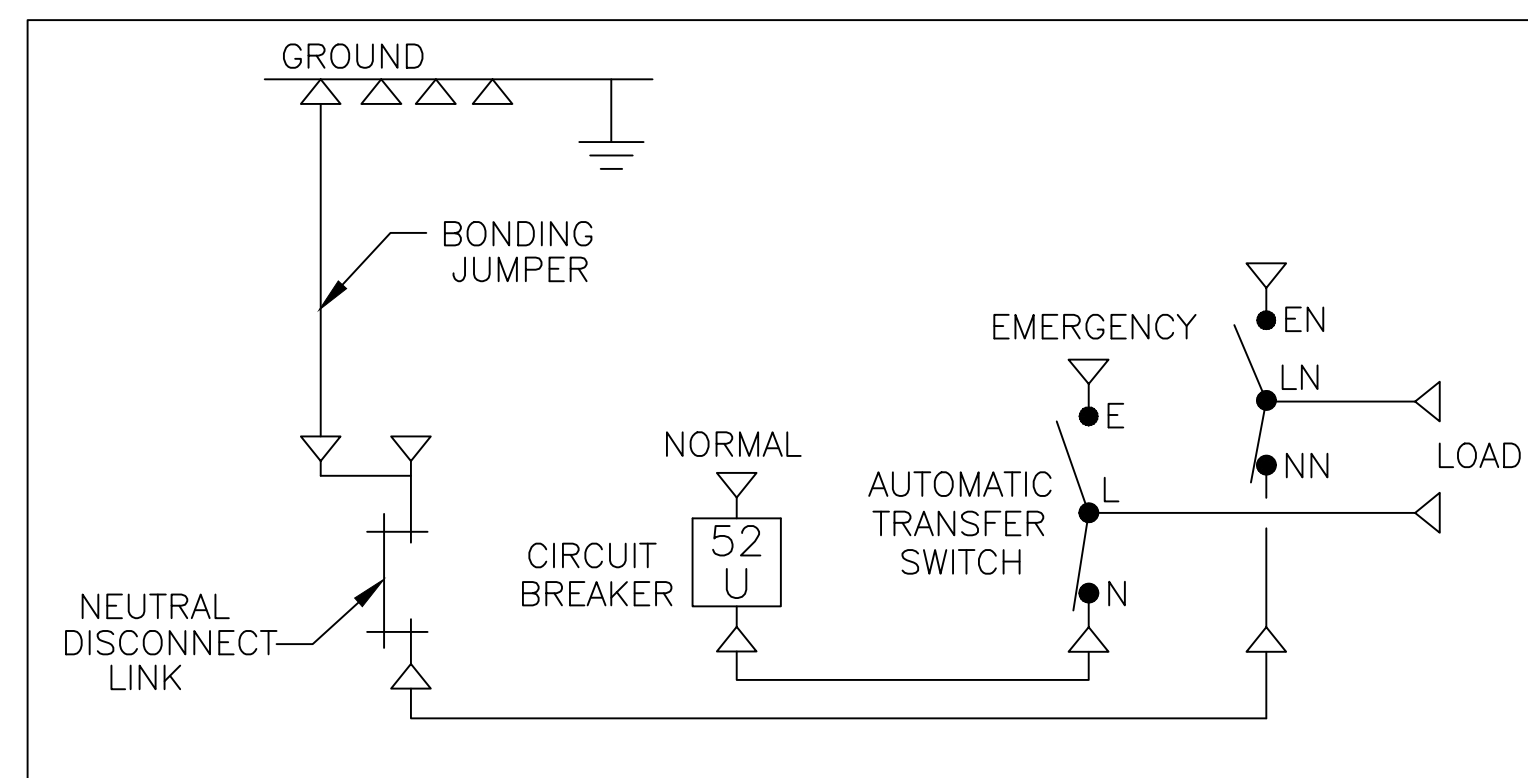 GROUND
BONDING
JUMPER
EMERGENCY
EN
LN
E
NORMAL
NN
LOAD
AUTOMATIC
TRANSFER
SWITCH
L
52
U
CIRCUIT
BREAKER
N
NEUTRAL
DISCONNECT
LINK